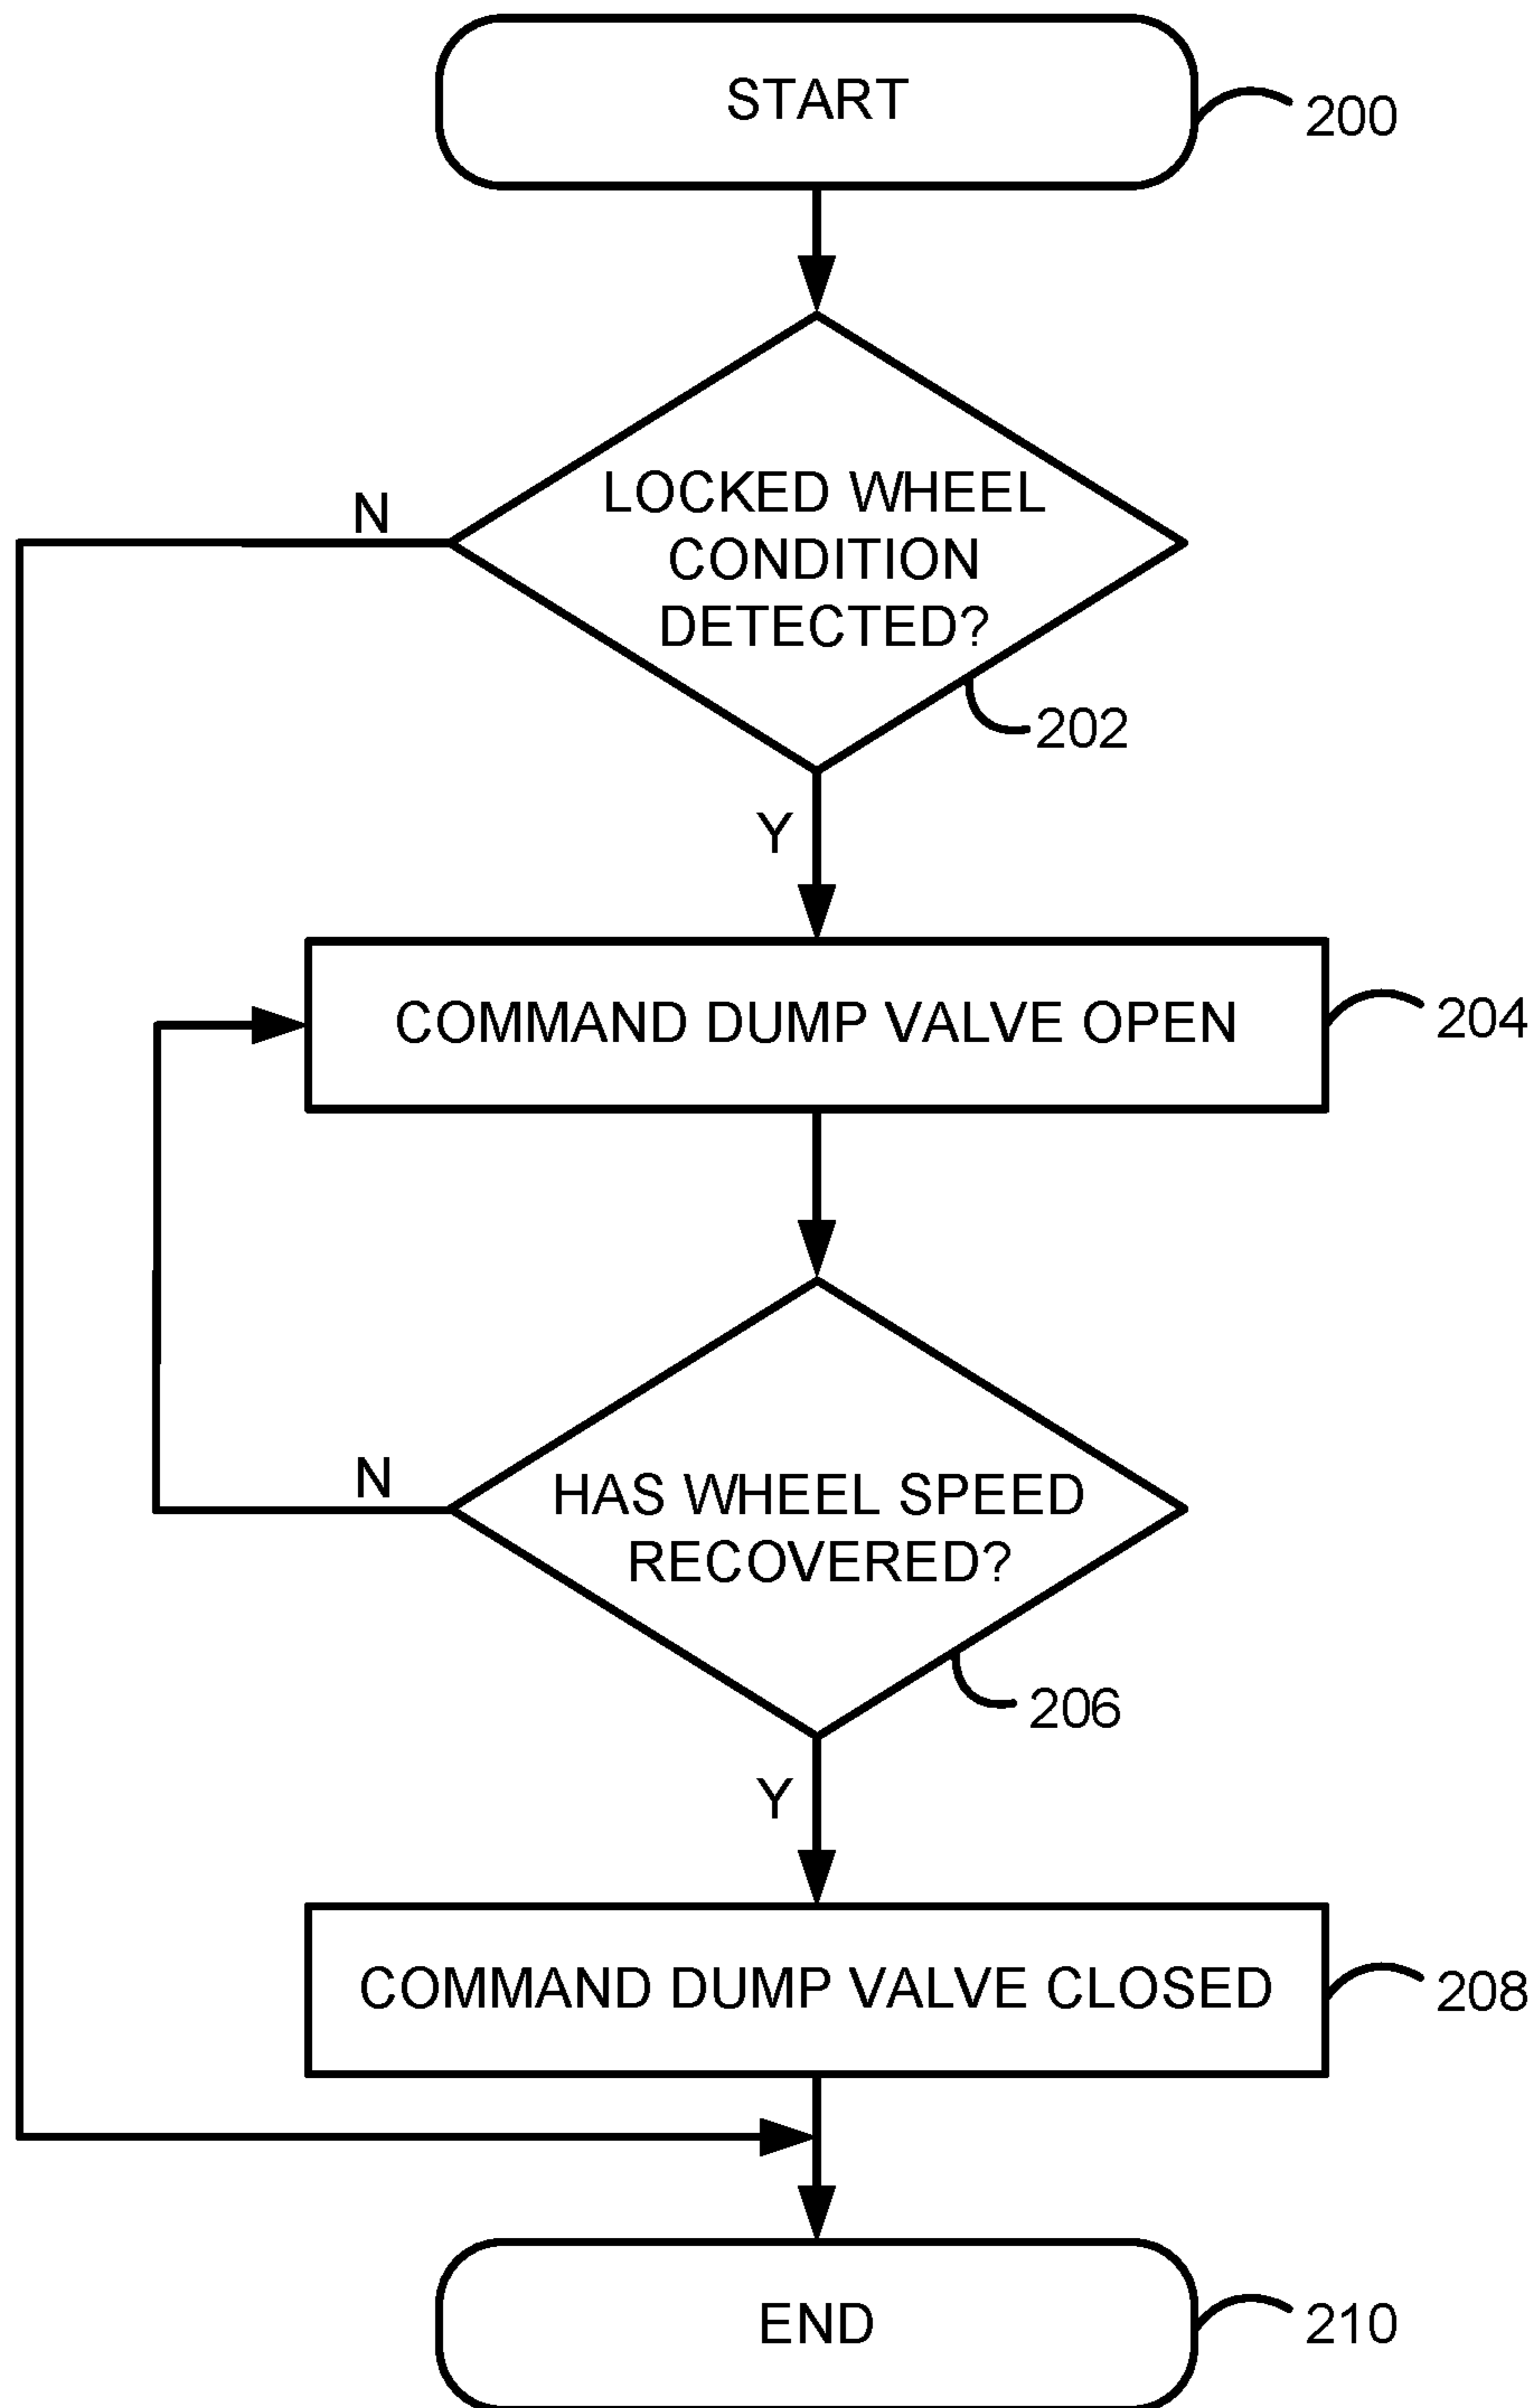 START
200
LOCKED WHEEL
CONDITION
DETECTED?
N
202
Y
COMMAND DUMP VALVE OPEN
204
HAS WHEEL SPEED
RECOVERED?
N
206
Y
COMMAND DUMP VALVE CLOSED
208
END
210